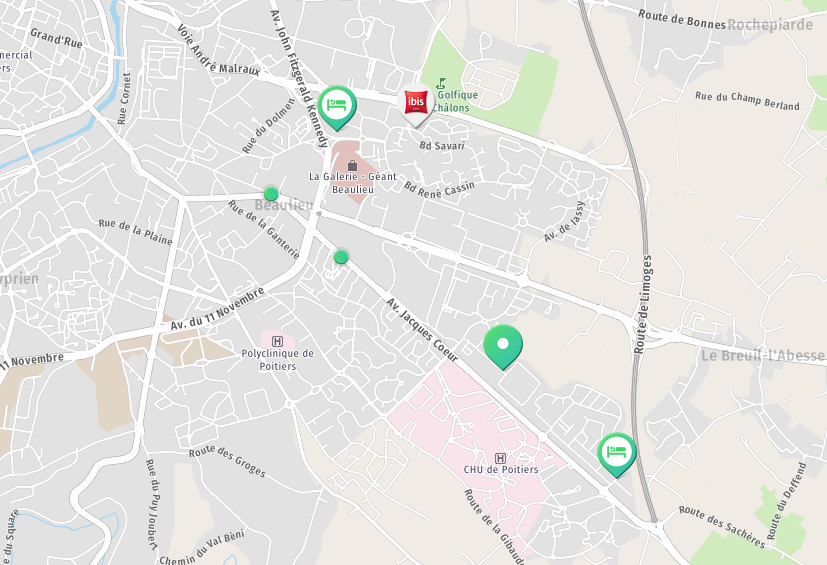 Grand'Rue
mercial
ers
Voie André Malraux
Av. John Fitzgerald Kennedy
Route de Bonnes
Rochepiarde
Rue Cornet
Rue du Dolmen
ibis
Golfique
Châlons
Rue du Champ Berland
Bd Savari
La Galerie - Géant
Beaulieu
Bd René Cassin
Beaulieu
Rue de la Ganterie
Rue de la Plaine
Av. de Iassy
yprien
Route de Limoges
Av. du 11 Novembre
11 Novembre
Av. Jacques Coeur
H
Polyclinique de
Poitiers
Le Breuil-l'Abesse
Route des Groges
H
CHU de Poitiers
Rue du Puy Joubert
Route de la Gibaude
Rue du Deffend
Route des Sachères
Chemin du Val Béni
e du Square